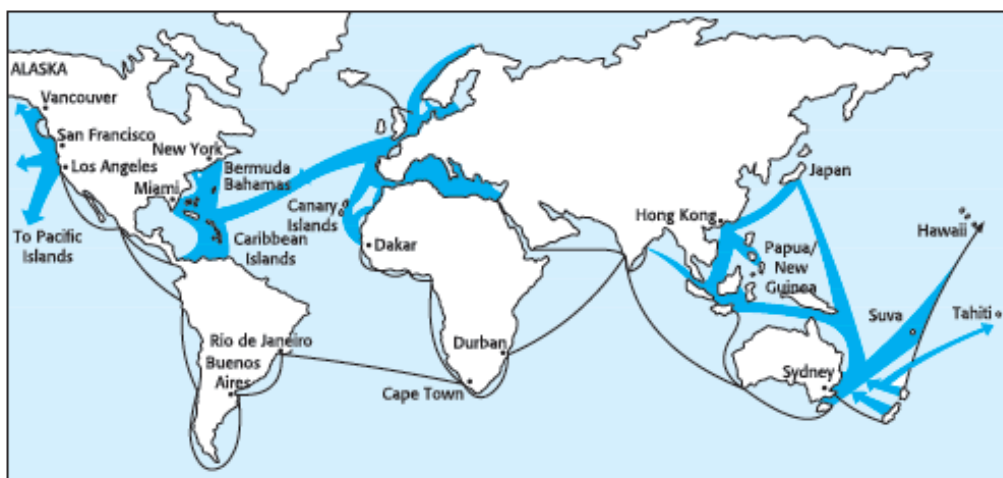 ALASKA
Vancouver
San Francisco
New York
Los Angeles
Bermuda
Bahamas
Miami
To Pacific
Islands
Caribbean
Islands
Canary
Islands
Dakar
Rio de Janeiro
Buenos
Aires
Cape Town
Durban
Japan
Hong Kong
Papua/
New
Guinea
Hawaii
Suva
Tahiti
Sydney